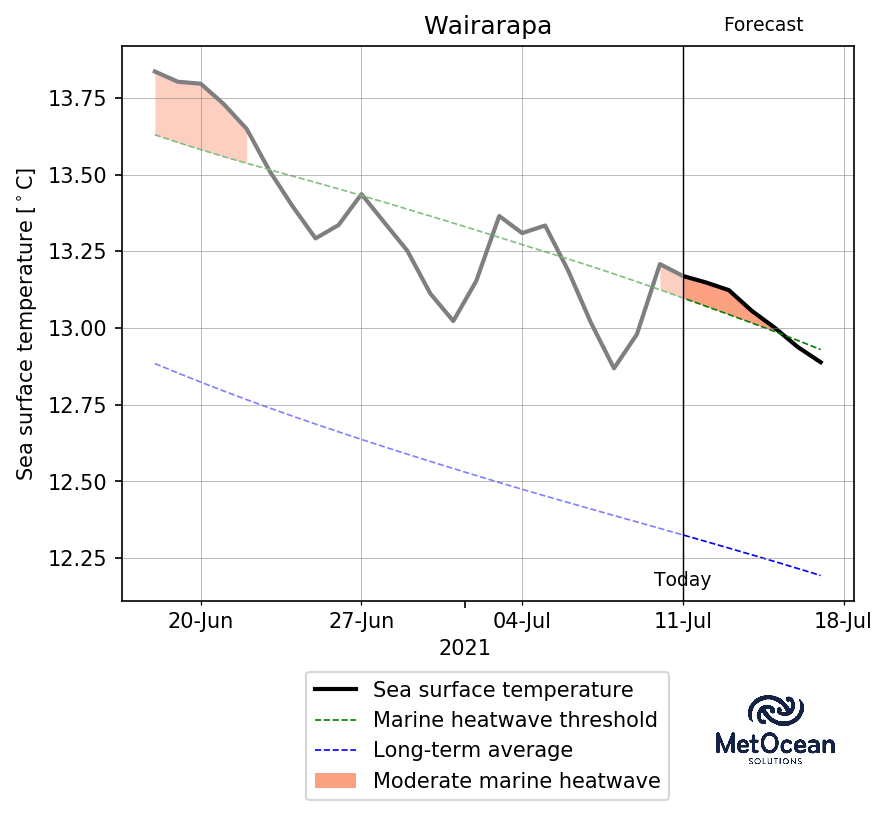 Wairarapa
Forecast
Sea surface temperature [°C]
13.75
13.50
13.25
13.00
12.75
12.50
12.25
Today
20-Jun 27-Jun 04-Jul 11-Jul 18-Jul
2021
Sea surface temperature
Marine heatwave threshold
Long-term average
Moderate marine heatwave
MetOcean
SOLUTIONS